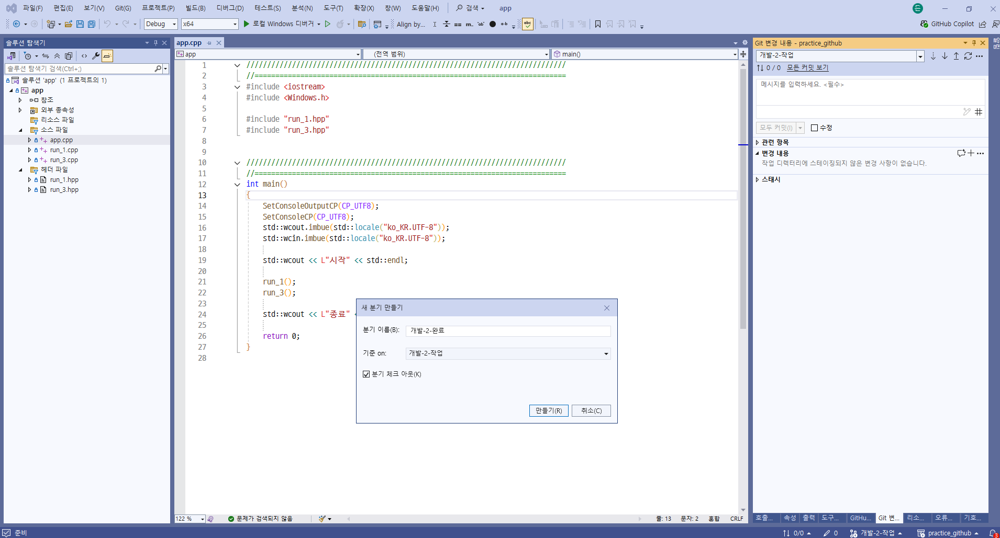 파일(F) 편집(E) 보기(V) Git(G) 프로젝트(P) 빌드(B) 디버그(D) 테스트(S) 분석(N) 도구(T) 확장(X) 창(W) 도움말(H) 검색 app
Debug x64 로컬 Windows 디버거 Align by... GitHub Copilot
솔루션 탐색기
솔루션 탐색기 검색(Ctrl+;)
솔루션 'app' (1 프로젝트의 1)
app
참조
외부 종속성
리소스 파일
소스 파일
app.cpp
run_1.cpp
run_3.cpp
헤더 파일
run_1.hpp
run_3.hpp
app.cpp
app (전역 범위) main()
1 /////////////////////////////////////////////////////////////////////////////
2 //===========================================================================
3 #include <iostream>
4 #include <Windows.h>
5
6 #include "run_1.hpp"
7 #include "run_3.hpp"
8
9
10 /////////////////////////////////////////////////////////////////////////////
11 //===========================================================================
12 int main()
13 {
14 SetConsoleOutputCP(CP_UTF8);
15 SetConsoleCP(CP_UTF8);
16 std::wcout.imbue(std::locale("ko_KR.UTF-8"));
17 std::wcin.imbue(std::locale("ko_KR.UTF-8"));
18
19 std::wcout << L"시작" << std::endl;
20
21 run_1();
22 run_3();
23
24 std::wcout << L"종료"
25
26 return 0;
27 }
28
새 분기 만들기
분기 이름(B): 개발-2-완료
기준 on: 개발-2-작업
분기 체크 아웃(K)
만들기(R) 취소(C)
122 % 문제가 검색되지 않음 줄: 13 문자: 2 혼합 CRLF
Git 변경 내용 - practice_github
개발-2-작업
0 / 0 모든 커밋 보기
메시지를 입력하세요. <필수>
모두 커밋(I) 수정
관련 항목
변경 내용
작업 디렉터리에 스테이징되지 않은 변경 사항이 없습니다.
스태시
호출... 속성 출력 도구... GitHu... Git 변... 리소... 오류... 기호...
알림
준비 0/0 0 개발-2-작업 practice_github 3